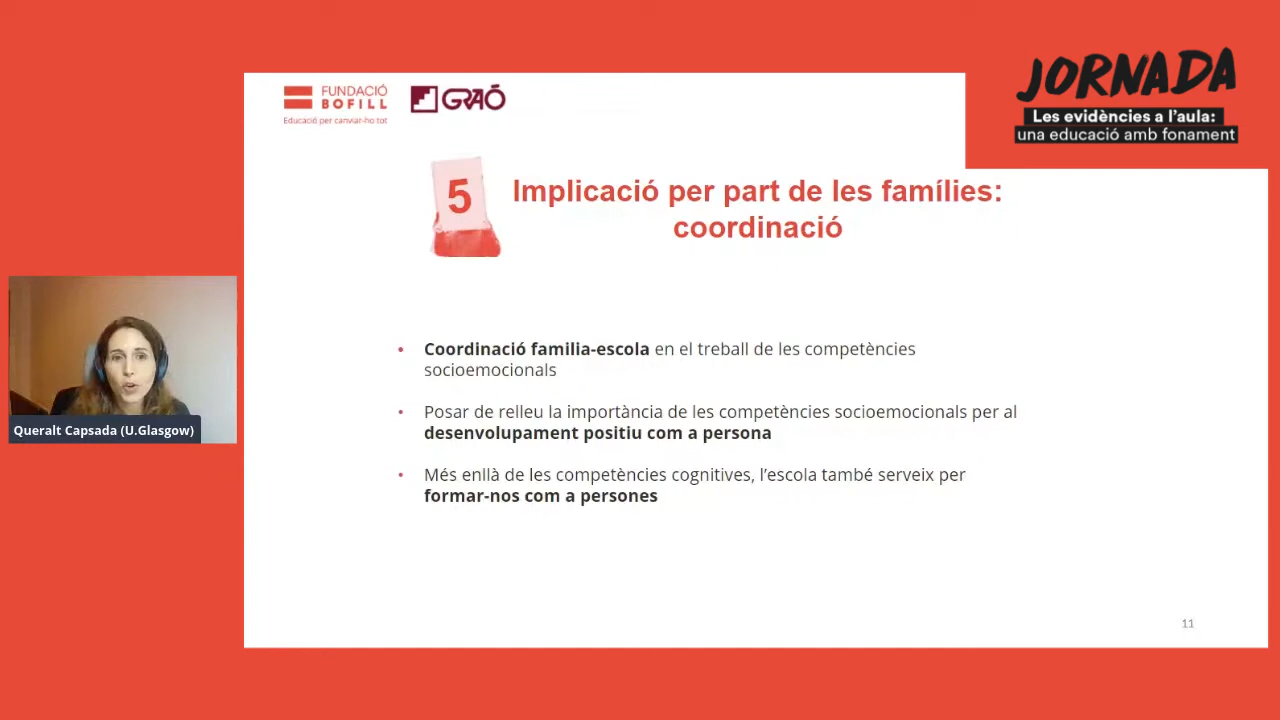 FUNDACIÓ
BOFILL
Educació per canviar-ho tot
GRAÓ
JORNADA
Les evidències a l'aula:
una educació amb fonament
5
Implicació per part de les famílies:
coordinació
• Coordinació familia-escola en el treball de les competències
socioemocionals
• Posar de relleu la importància de les competències socioemocionals per al
desenvolupament positiu com a persona
• Més enllà de les competències cognitives, l'escola també serveix per
formar-nos com a persones
Queralt Capsada (U.Glasgow)
11